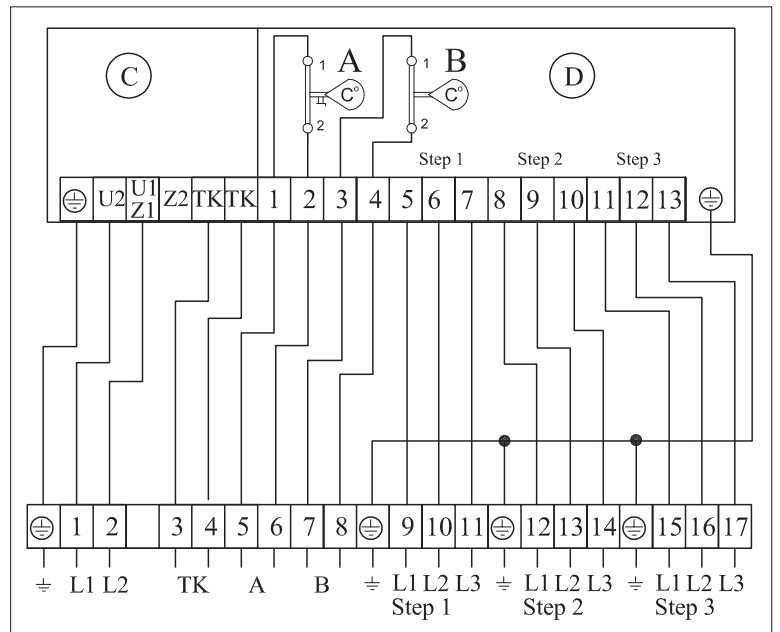 C
1 A
C°
2
1 B
C°
2
D
Step 1 Step 2 Step 3
U2 U1 Z1 Z2 TK TK 1 2 3 4 5 6 7 8 9 10 11 12 13
1 2 3 4 5 6 7 8 9 10 11 12 13 14 15 16 17
L1 L2 TK A B L1 L2 L3 L1 L2 L3 L1 L2 L3
Step 1 Step 2 Step 3